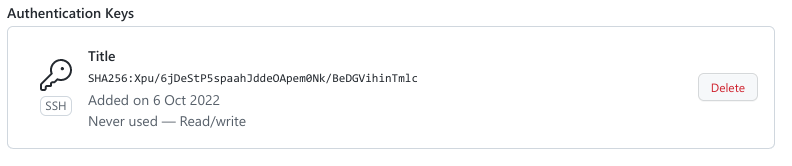 Authentication Keys
Title
SHA256:Xpu/6jDeStP5spaahJddeOApem0Nk/BeDGVihinTmlc
SSH
Added on 6 Oct 2022
Never used — Read/write
Delete